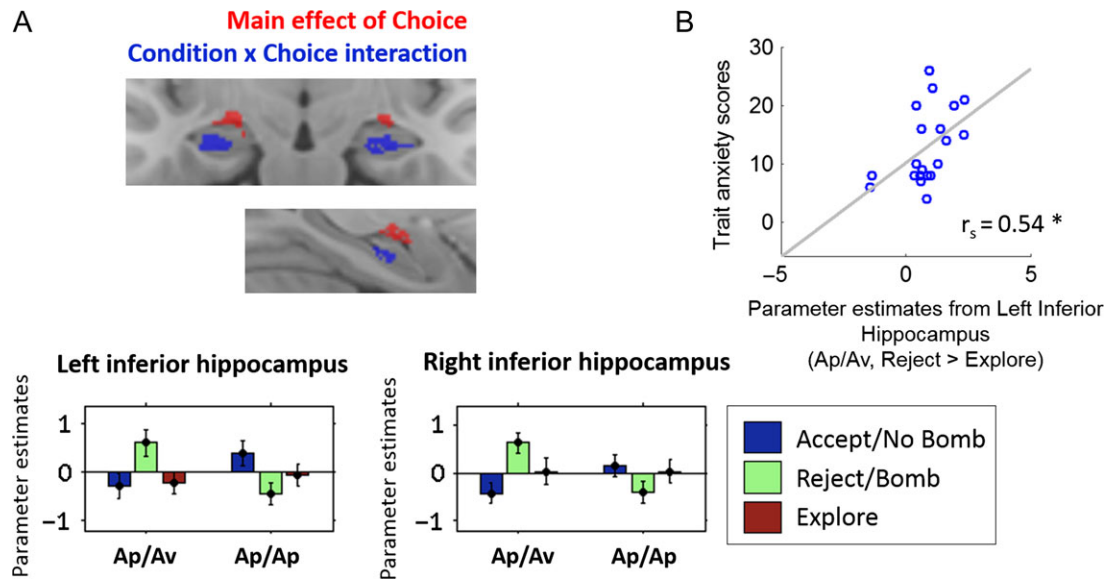 A
Main effect of Choice
Condition x Choice interaction
B
30
20
10
0
Trait anxiety scores
rs = 0.54 *
−5
0
5
Parameter estimates from Left Inferior
Hippocampus
(Ap/Av, Reject > Explore)
Left inferior hippocampus
Parameter estimates
1
0
−1
Ap/Av
Ap/Ap
Right inferior hippocampus
Parameter estimates
1
0
−1
Ap/Av
Ap/Ap
Accept/No Bomb
Reject/Bomb
Explore